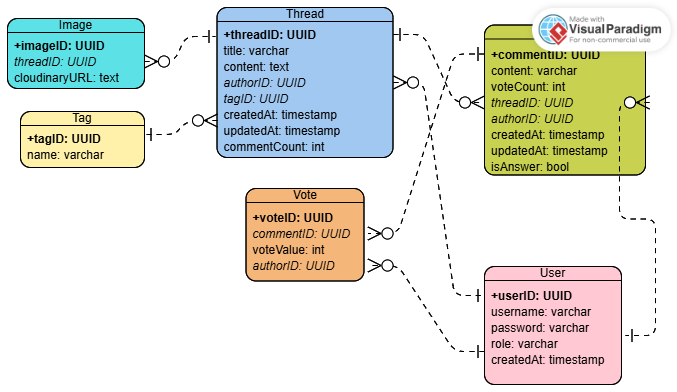 Image
+imageID: UUID
threadID: UUID
cloudinaryURL: text
Tag
+tagID: UUID
name: varchar
Thread
+threadID: UUID
title: varchar
content: text
authorID: UUID
tagID: UUID
createdAt: timestamp
updatedAt: timestamp
commentCount: int
Vote
+voteID: UUID
commentID: UUID
voteValue: int
authorID: UUID
Made with
VisualParadigm
For non-commercial use
+commentID: UUID
content: varchar
voteCount: int
threadID: UUID
authorID: UUID
createdAt: timestamp
updatedAt: timestamp
isAnswer: bool
User
+userID: UUID
username: varchar
password: varchar
role: varchar
createdAt: timestamp